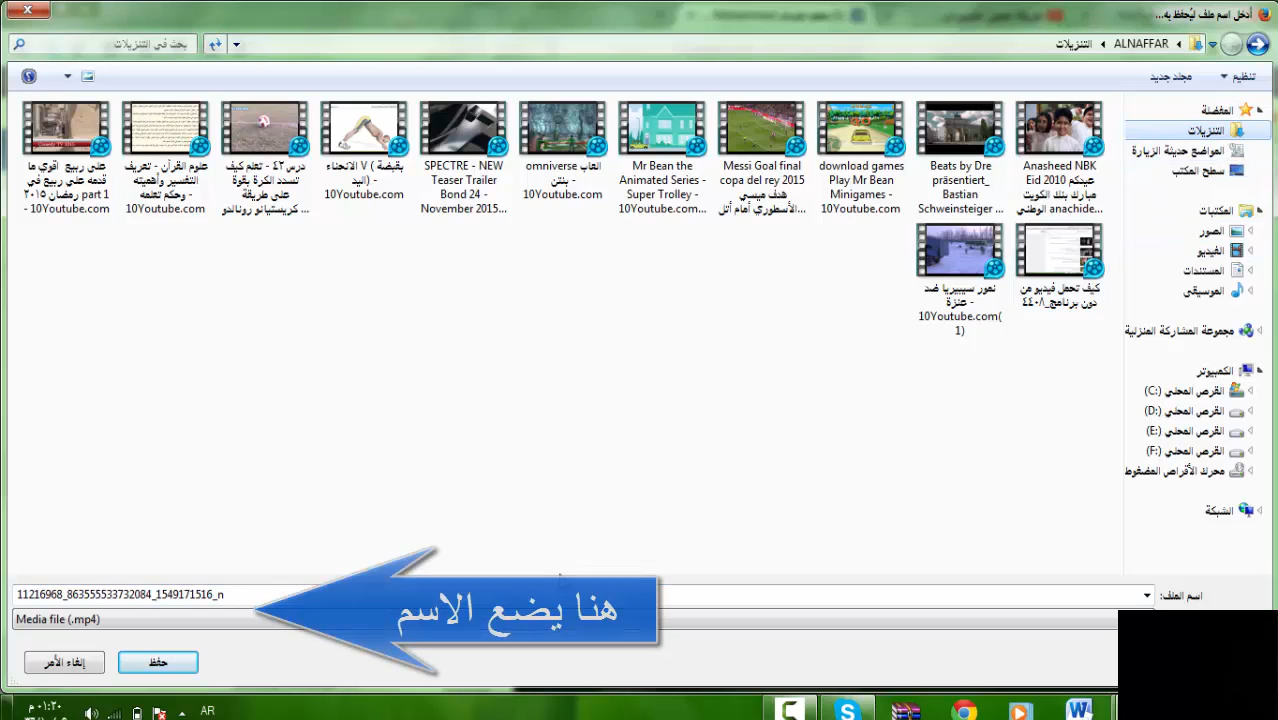 أدخل اسم ملف ليُحفظ به...
ALNAFFAR
التنزيلات
بحث في التنزيلات
تنظيم
مجلد جديد
المفضلة
التنزيلات
المواضع حديثة الزيارة
سطح المكتب
المكتبات
الصور
الفيديو
المستندات
الموسيقى
مجموعة المشاركة المنزلية
الكمبيوتر
القرص المحلي (C:)
القرص المحلي (D:)
القرص المحلي (E:)
القرص المحلي (F:)
محرك الأقراص المضغوط
الشبكة
Anasheed NBK
Eid 2010 عيدكم
مبارك بنك الكويت
الوطني anachide...
Beats by Dre
präsentiert_
Bastian
Schweinsteiger ...
download games
Play Mr Bean
Minigames -
10Youtube.com
Messi Goal final
copa del rey 2015
هدف ميسي
الأسطوري أمام أتل...
Mr Bean the
Animated Series -
Super Trolley -
10Youtube.com...
العاب omniverse
بنتن -
10Youtube.com
SPECTRE - NEW
Teaser Trailer
Bond 24 -
November 2015...
بقبضة ) V الانحناء
اليد) -
10Youtube.com
درس ٤٢ - تعلم كيف
تسدد الكرة بقوة
على طريقة
كريستيانو رونالدو...
علوم القرآن - تعريف
التفسير وأهميته
وحكم تعلمه -
10Youtube.com
على ربيع أقوي ما
قدمه علي ربيع في
رمضان ٢٠١٥ part 1
- 10Youtube.com
كيف تحمل فيديو من
دون برنامج_٤٤٠٨
نمور سيبيريا ضد
عنزة -
10Youtube.com(
1)
اسم الملف:
11216968_863555533732084_1549171516_n
Media file (.mp4)
هنا يضع الاسم
حفظ
إلغاء الأمر
AR
٠١:٢٠ م